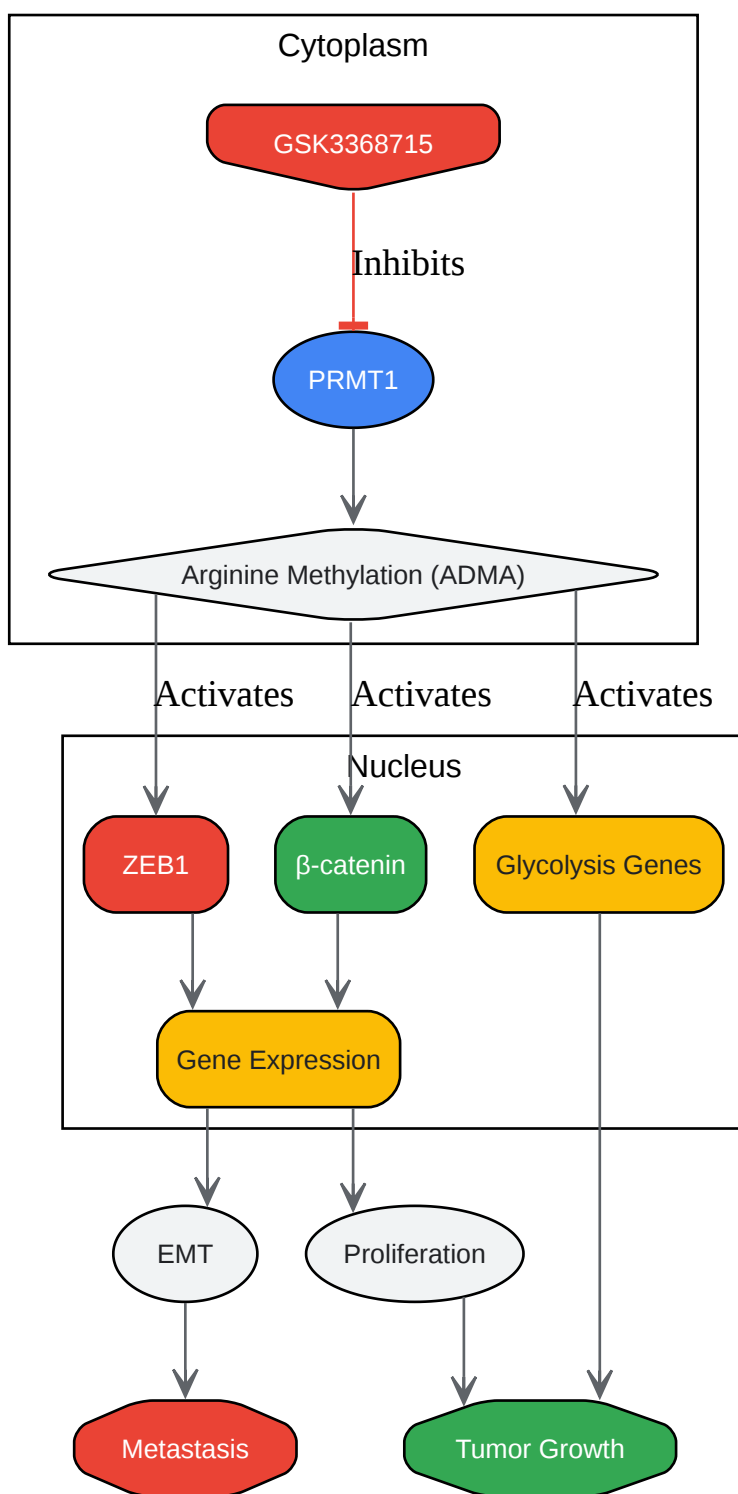 Cytoplasm
GSK3368715
Inhibits
PRMT1
Arginine Methylation (ADMA)
Activates
Activates
Activates
Nucleus
ZEB1
β-catenin
Glycolysis Genes
Gene Expression
EMT
Proliferation
Metastasis
Tumor Growth